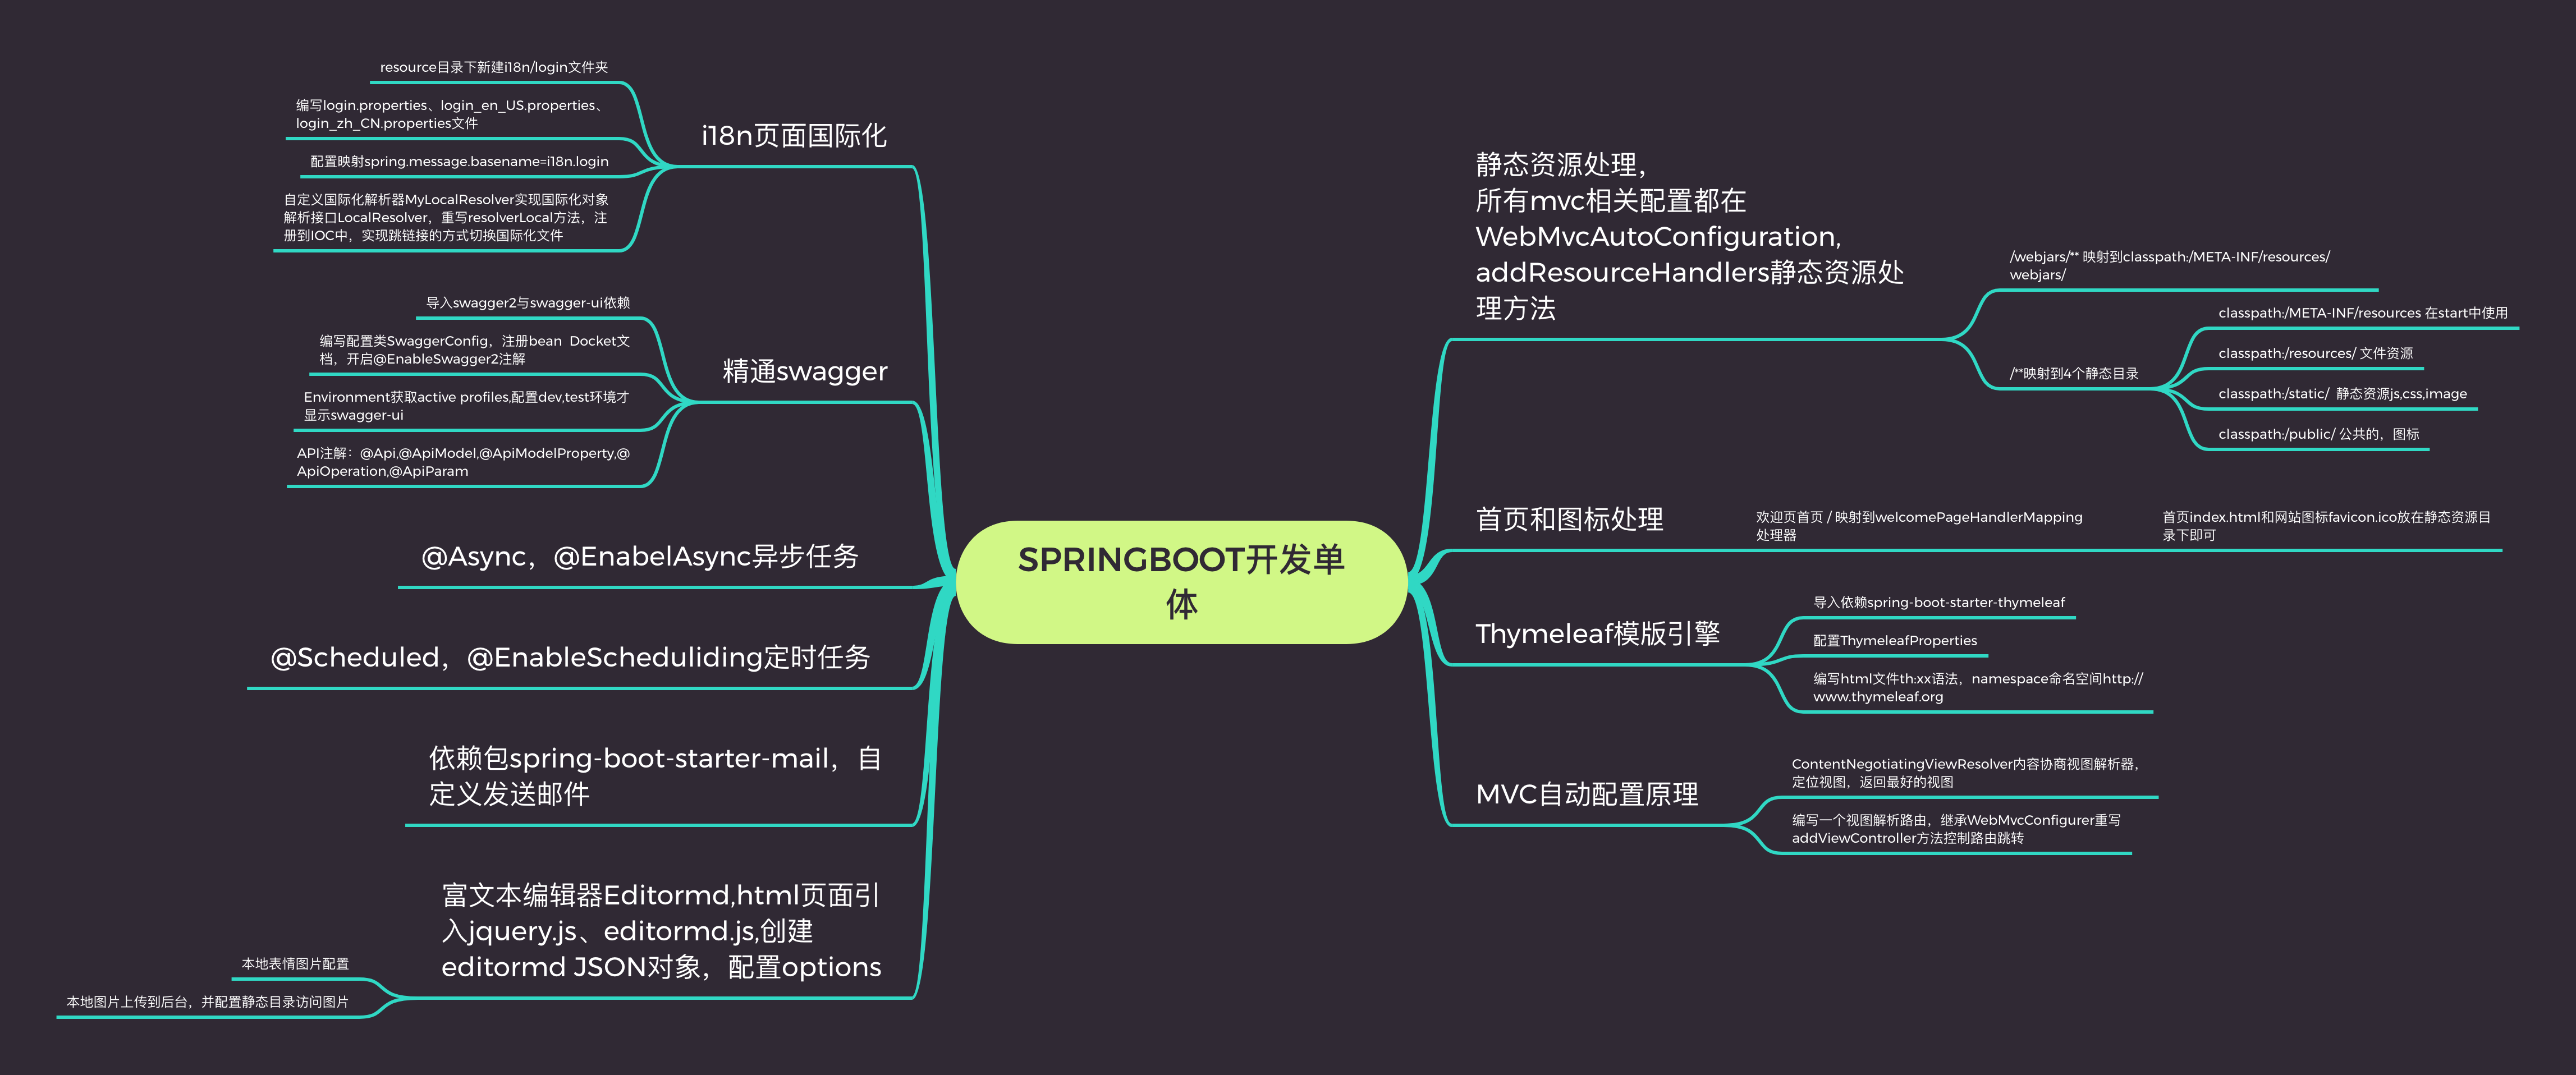 SPRINGBOOT开发单
体
静态资源处理，
所有mvc相关配置都在
WebMvcAutoConfiguration,
addResourceHandlers静态资源处
理方法
/webjars/** 映射到classpath:/META-INF/resources/
webjars/
/**映射到4个静态目录
classpath:/META-INF/resources 在start中使用
classpath:/resources/ 文件资源
classpath:/static/  静态资源js,css,image
classpath:/public/ 公共的，图标
首页和图标处理
欢迎页首页 / 映射到welcomePageHandlerMapping
处理器
首页index.html和网站图标favicon.ico放在静态资源目
录下即可
Thymeleaf模版引擎
导入依赖spring-boot-starter-thymeleaf
配置ThymeleafProperties
编写html文件th:xx语法，namespace命名空间http://
www.thymeleaf.org
MVC自动配置原理
ContentNegotiatingViewResolver内容协商视图解析器，
定位视图，返回最好的视图
编写一个视图解析路由，继承WebMvcConfigurer重写
addViewController方法控制路由跳转
i18n页面国际化
resource目录下新建i18n/login文件夹
编写login.properties、login_en_US.properties、
login_zh_CN.properties文件
配置映射spring.message.basename=i18n.login
自定义国际化解析器MyLocalResolver实现国际化对象
解析接口LocalResolver，重写resolverLocal方法，注
册到IOC中，实现跳链接的方式切换国际化文件
精通swagger
导入swagger2与swagger-ui依赖
编写配置类SwaggerConfig，注册bean  Docket文
档，开启@EnableSwagger2注解
Environment获取active profiles,配置dev,test环境才
显示swagger-ui
API注解：@Api,@ApiModel,@ApiModelProperty,@
ApiOperation,@ApiParam
@Async，@EnabelAsync异步任务
@Scheduled，@EnableScheduliding定时任务
依赖包spring-boot-starter-mail，自
定义发送邮件
富文本编辑器Editormd,html页面引
入jquery.js、editormd.js,创建
editormd JSON对象，配置options
本地表情图片配置
本地图片上传到后台，并配置静态目录访问图片